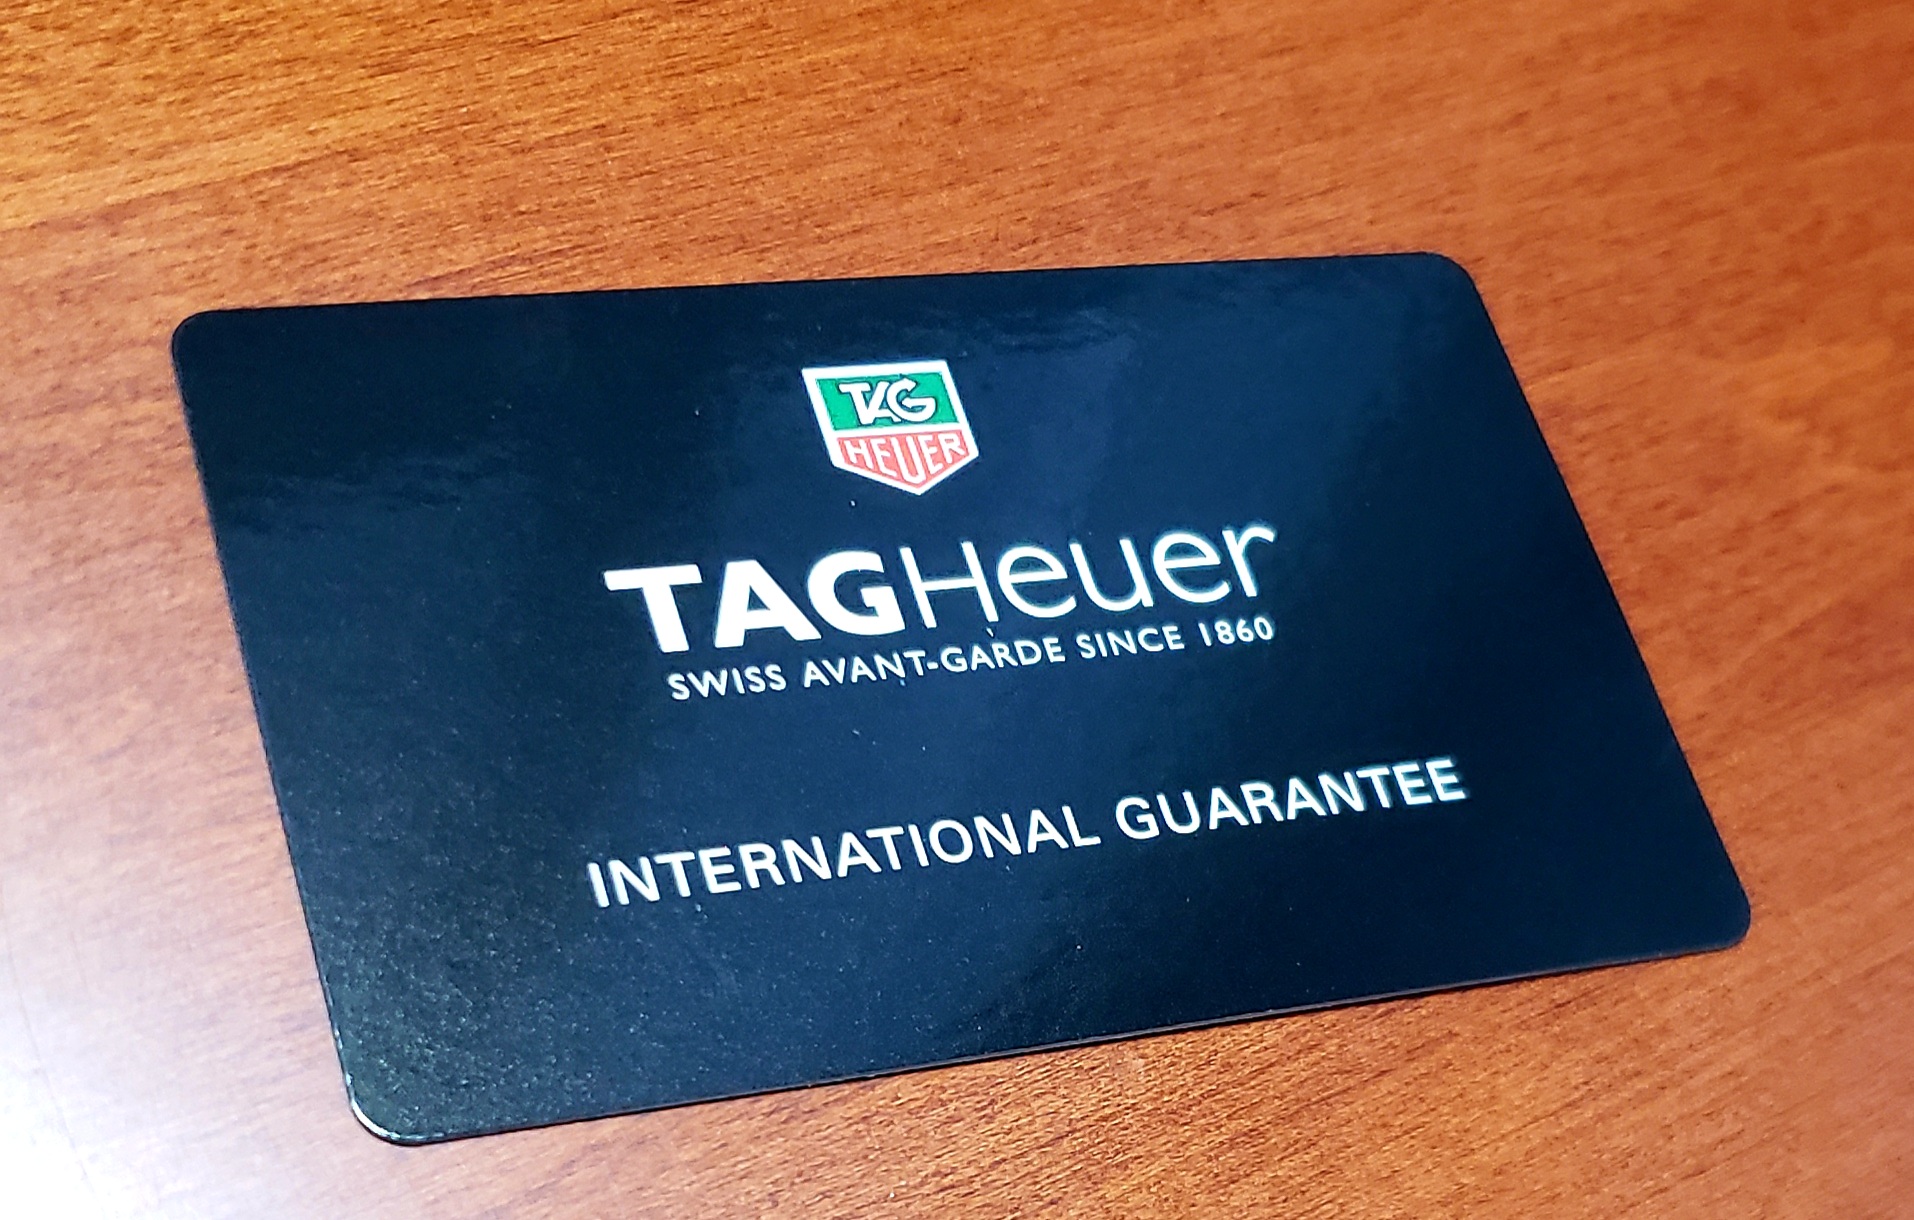 TAG
HEUER
TAGHeuer
SWISS AVANT-GARDE SINCE 1860
INTERNATIONAL GUARANTEE